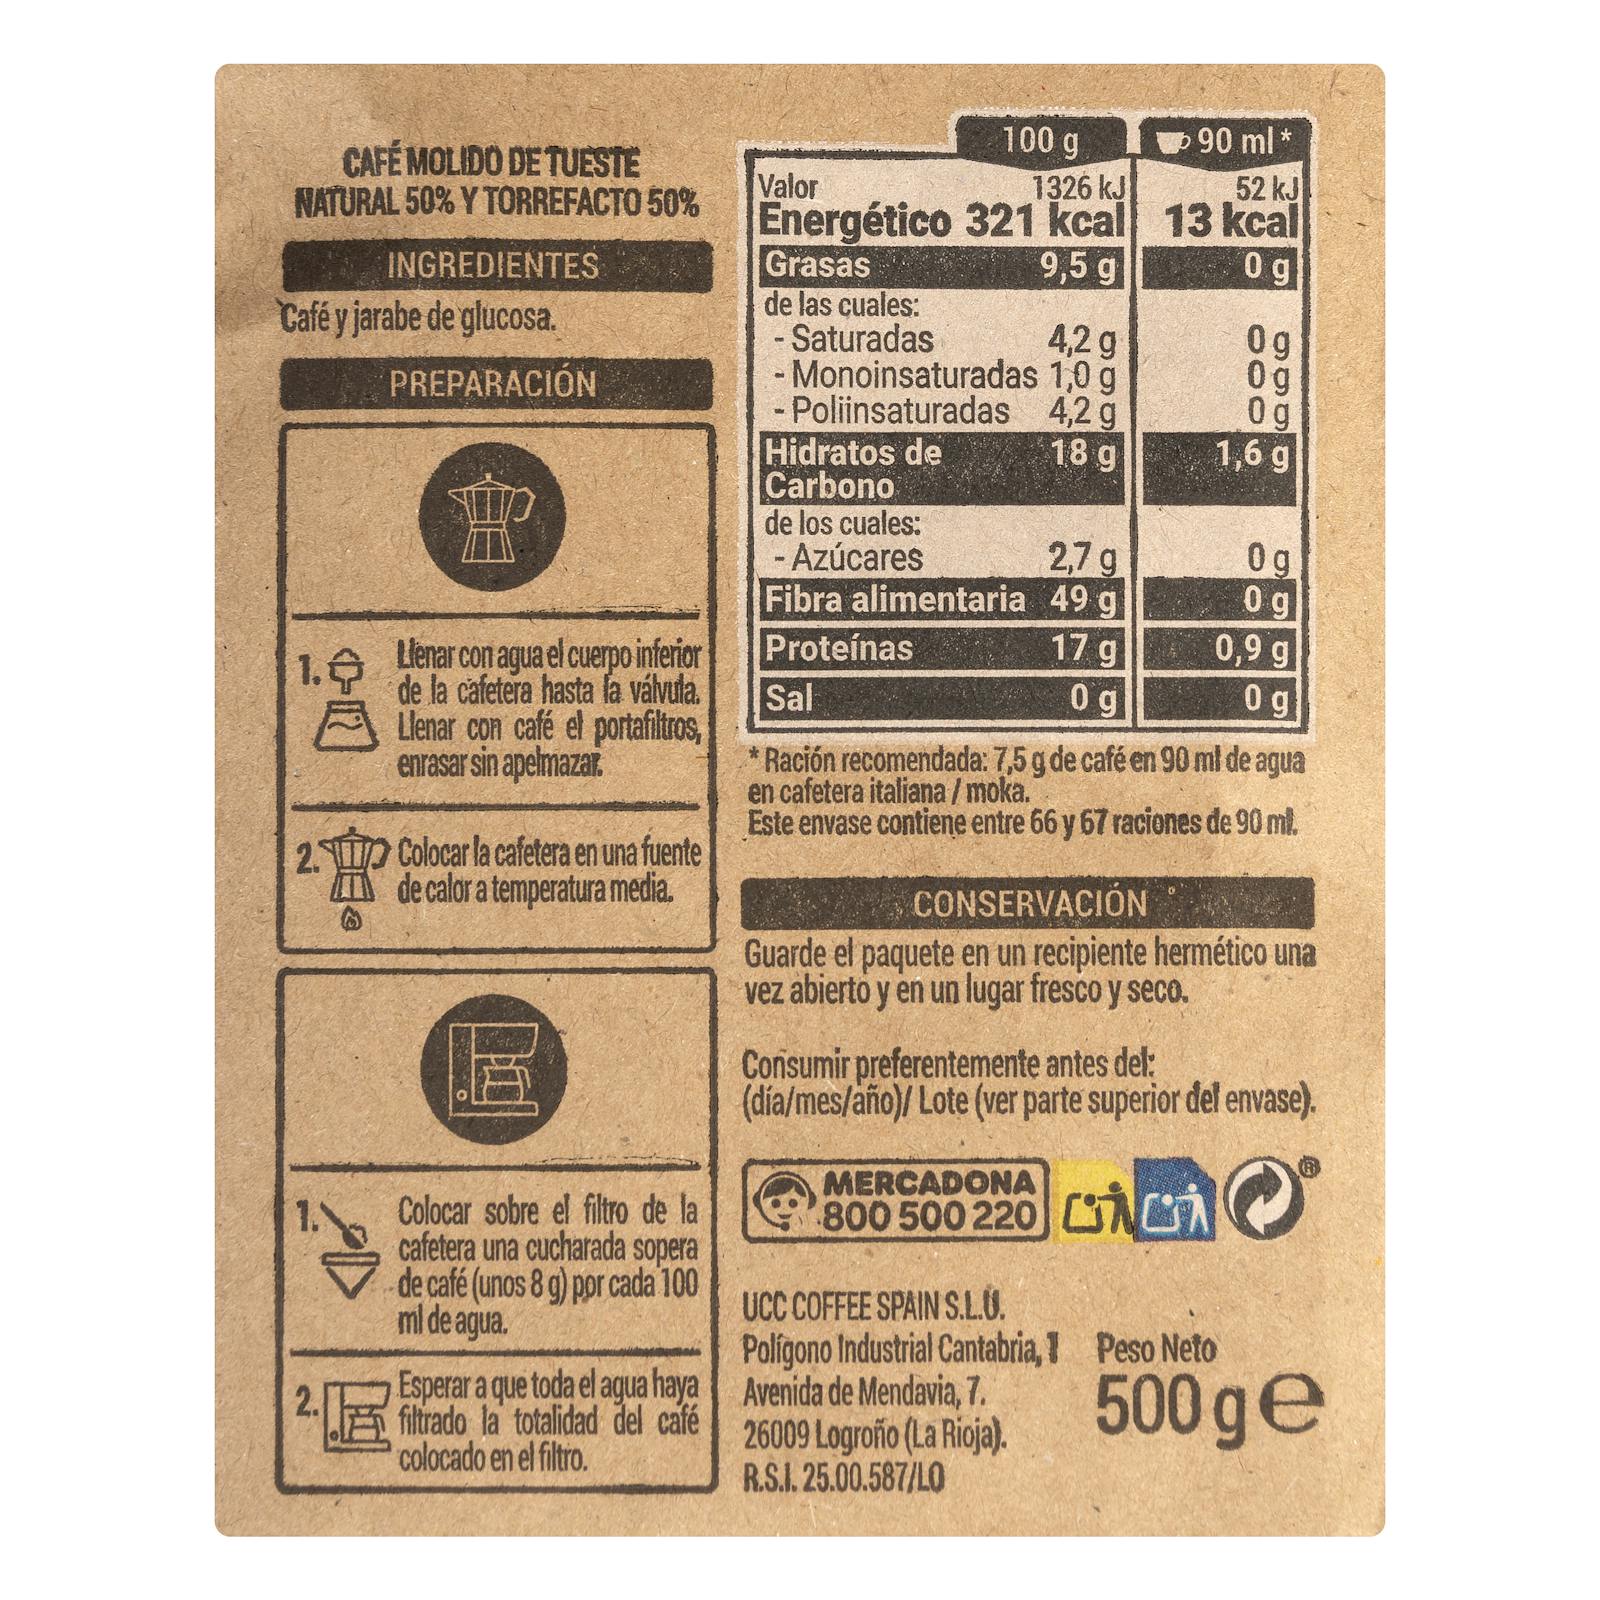 CAFÉ MOLIDO DE TUESTE
NATURAL 50% Y TORREFACTO 50%
INGREDIENTES
Café y jarabe de glucosa.
PREPARACIÓN
1. Llenar con agua el cuerpo inferior
de la cafetera hasta la válvula.
Llenar con café el portafiltros,
enrasar sin apelmazar.
2. Colocar la cafetera en una fuente
de calor a temperatura media.
1. Colocar sobre el filtro de la
cafetera una cucharada sopera
de café (unos 8 g) por cada 100
ml de agua.
2. Esperar a que toda el agua haya
filtrado la totalidad del café
colocado en el filtro.
100 g 90 ml*
Valor 1326 kJ 52 kJ
Energético 321 kcal 13 kcal
Grasas 9,5 g 0 g
de las cuales:
- Saturadas 4,2 g 0 g
- Monoinsaturadas 1,0 g 0 g
- Poliinsaturadas 4,2 g 0 g
Hidratos de 18 g 1,6 g
Carbono
de los cuales:
- Azúcares 2,7 g 0 g
Fibra alimentaria 49 g 0 g
Proteínas 17 g 0,9 g
Sal 0 g 0 g
* Ración recomendada: 7,5 g de café en 90 ml de agua
en cafetera italiana / moka.
Este envase contiene entre 66 y 67 raciones de 90 ml.
CONSERVACIÓN
Guarde el paquete en un recipiente hermético una
vez abierto y en un lugar fresco y seco.
Consumir preferentemente antes del:
(día/mes/año)/ Lote (ver parte superior del envase).
MERCADONA
800 500 220
®
UCC COFFEE SPAIN S.L.U.
Polígono Industrial Cantabria, 1
Avenida de Mendavia, 7.
26009 Logroño (La Rioja).
R.S.I. 25.00.587/LO
Peso Neto
500 g e